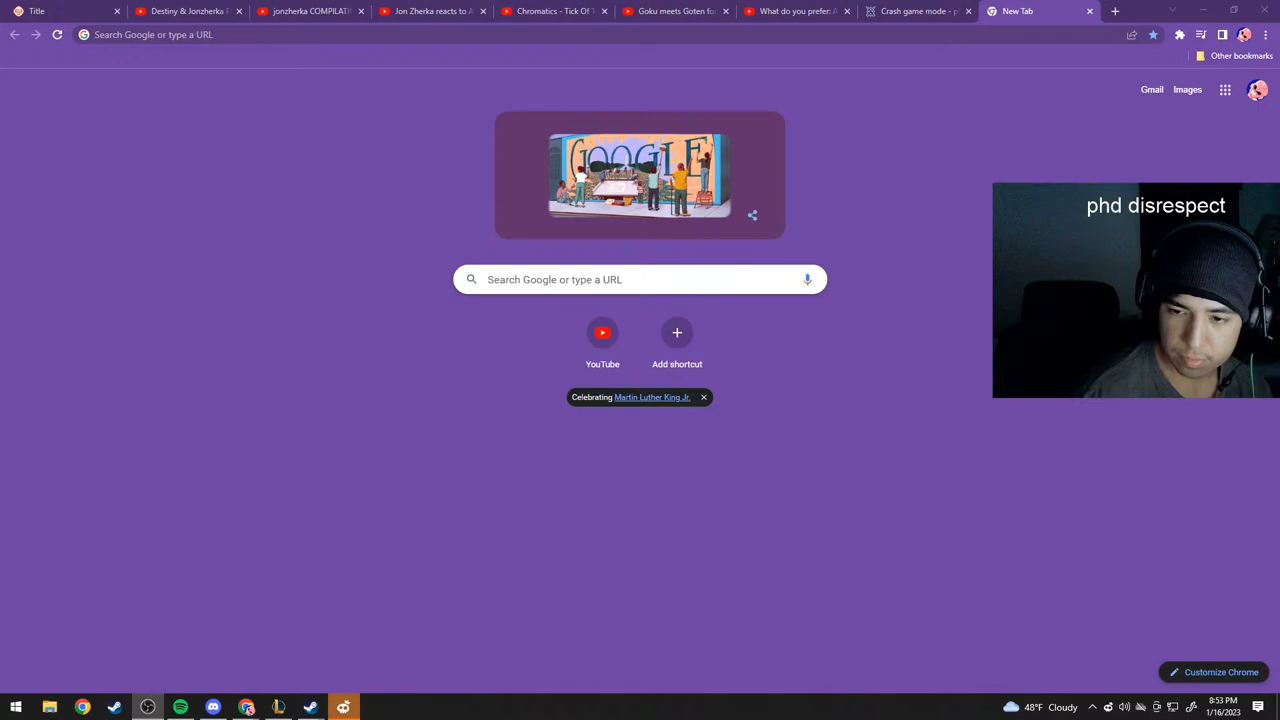 Title
Destiny & Jonzherka F
jonzherka COMPILATI
Jon Zherka reacts to A
Chromatics - Tick Of T
Goku meets Goten fo
What do you prefer: A
Crash game mode - p
New Tab
Search Google or type a URL
Other bookmarks
Gmail
Images
GOOGLE
phd disrespect
Search Google or type a URL
YouTube
Add shortcut
Celebrating Martin Luther King Jr.
Customize Chrome
48°F Cloudy
8:53 PM
1/16/2023